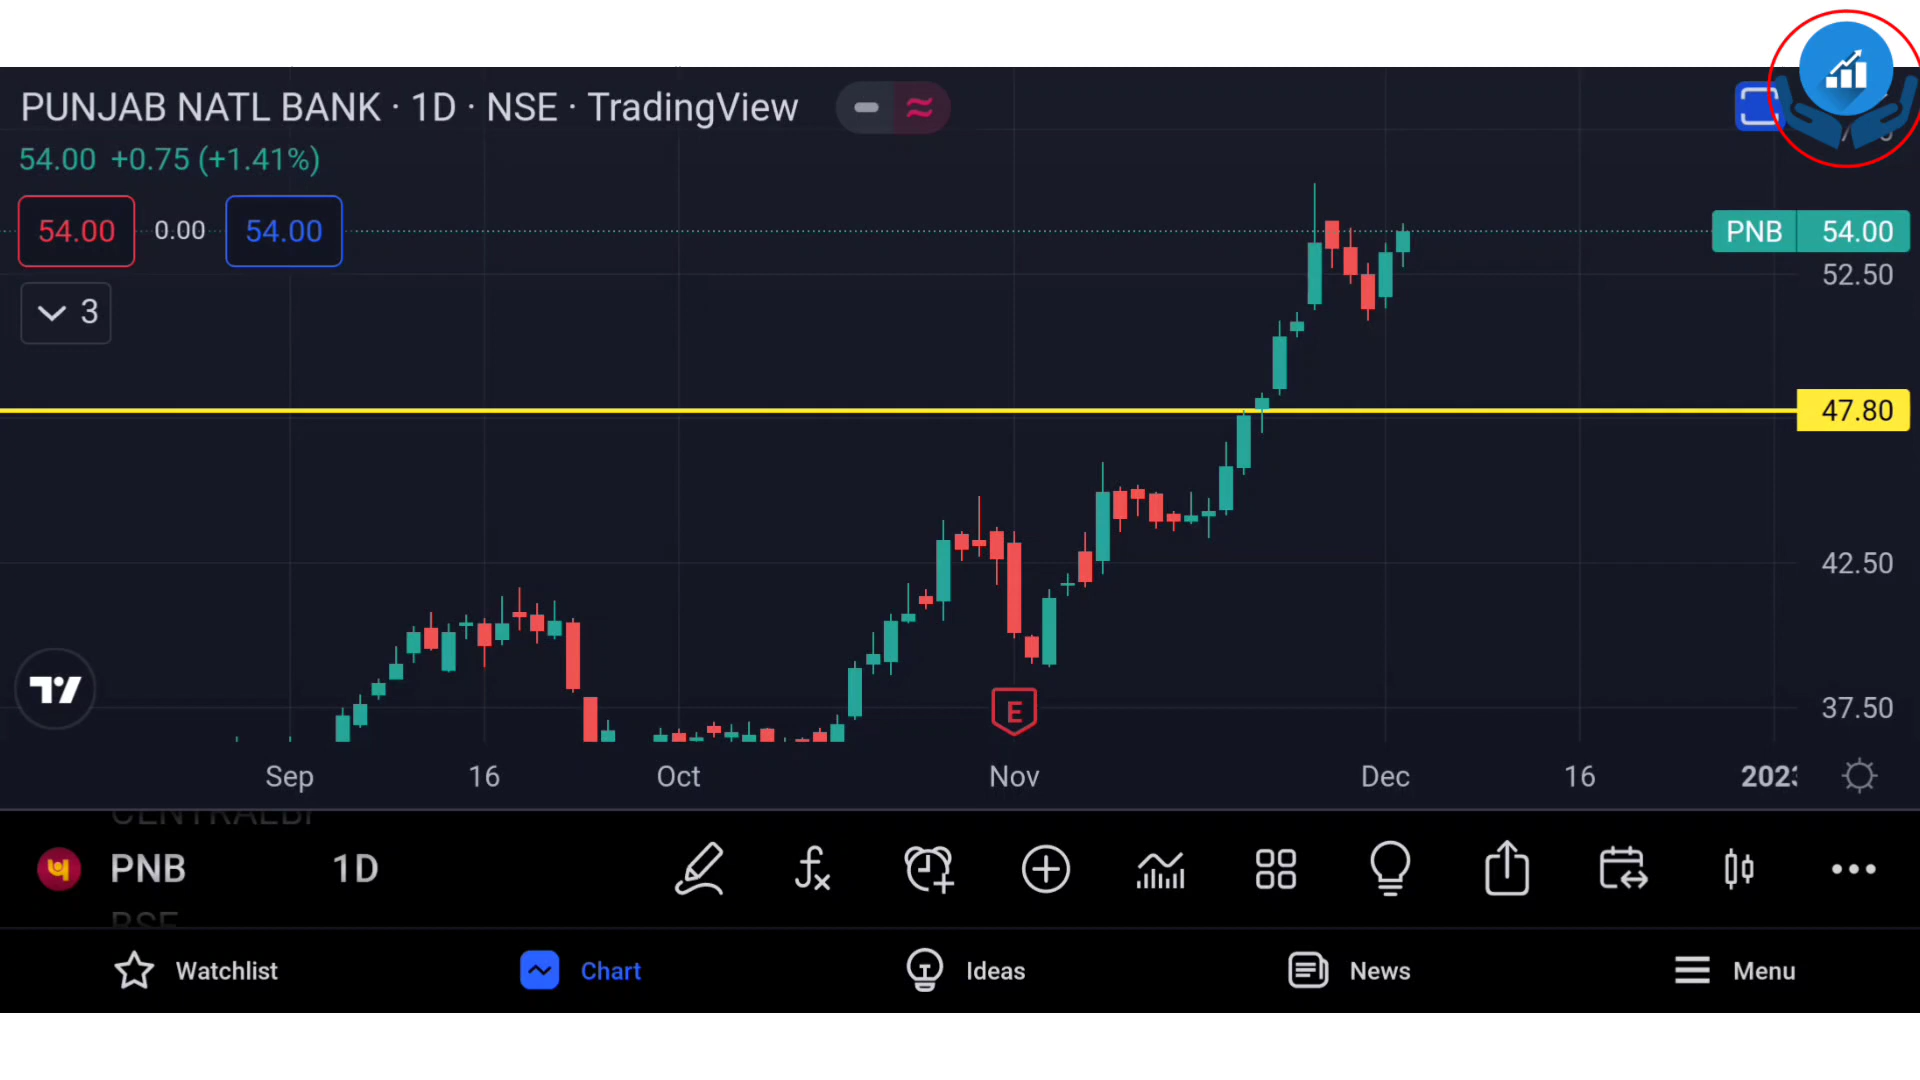 PUNJAB NATL BANK · 1D · NSE · TradingView
54.00 +0.75 (+1.41%)
54.00 0.00 54.00
PNB 54.00
52.50
3
47.80
42.50
E
37.50
Sep 16 Oct Nov Dec 16
PNB 1D
Watchlist Chart Ideas News Menu